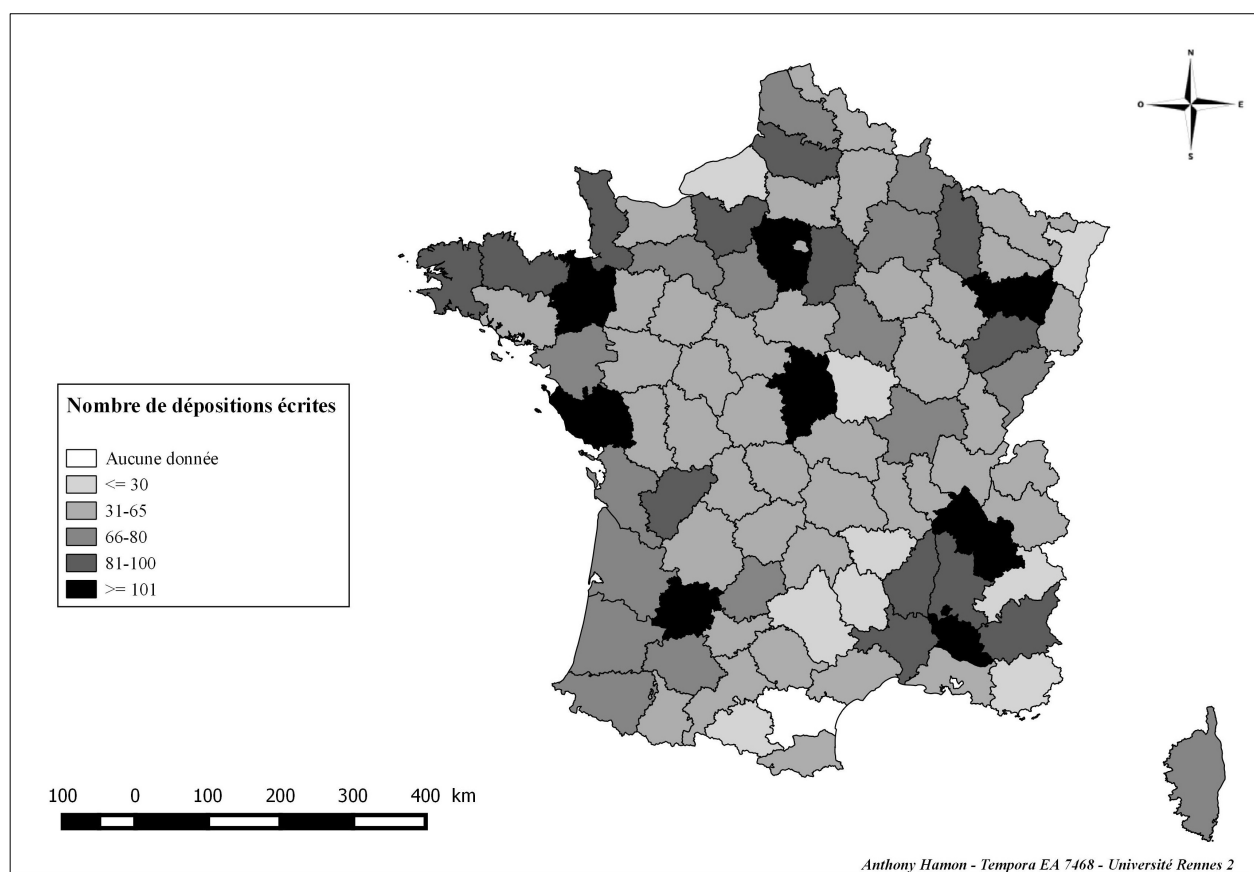 N
O E
S
Nombre de dépositions écrites
Aucune donnée
<= 30
31-65
66-80
81-100
>= 101
100 0 100 200 300 400 km
Anthony Hamon - Tempora EA 7468 - Université Rennes 2